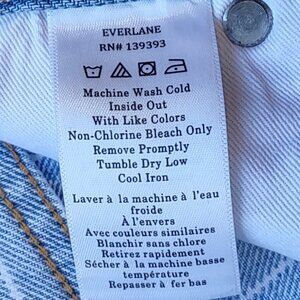 EVERLANE
RN# 139393
Machine Wash Cold
Inside Out
With Like Colors
Non-Chlorine Bleach Only
Remove Promptly
Tumble Dry Low
Cool Iron
Laver à la machine à l'eau
froide
À l'envers
Avec couleurs similaires
Blanchir sans chlore
Retirez rapidement
Sécher à la machine basse
température
Repasser à fer bas